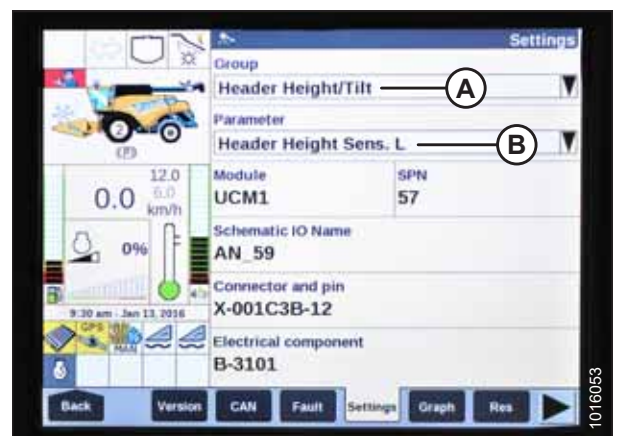 Settings
Group
Header Height/Tilt
A
Parameter
Header Height Sens. L
B
2
(P)
12.0
6.0
0.0 km/h
0%
9:30 am - Jan 13, 2016
GPS
MAN
Module
UCM1
SPN
57
Schematic IO Name
AN_59
Connector and pin
X-001C3B-12
Electrical component
B-3101
Back
Version
CAN
Fault
Settings
Graph
Res
1016053